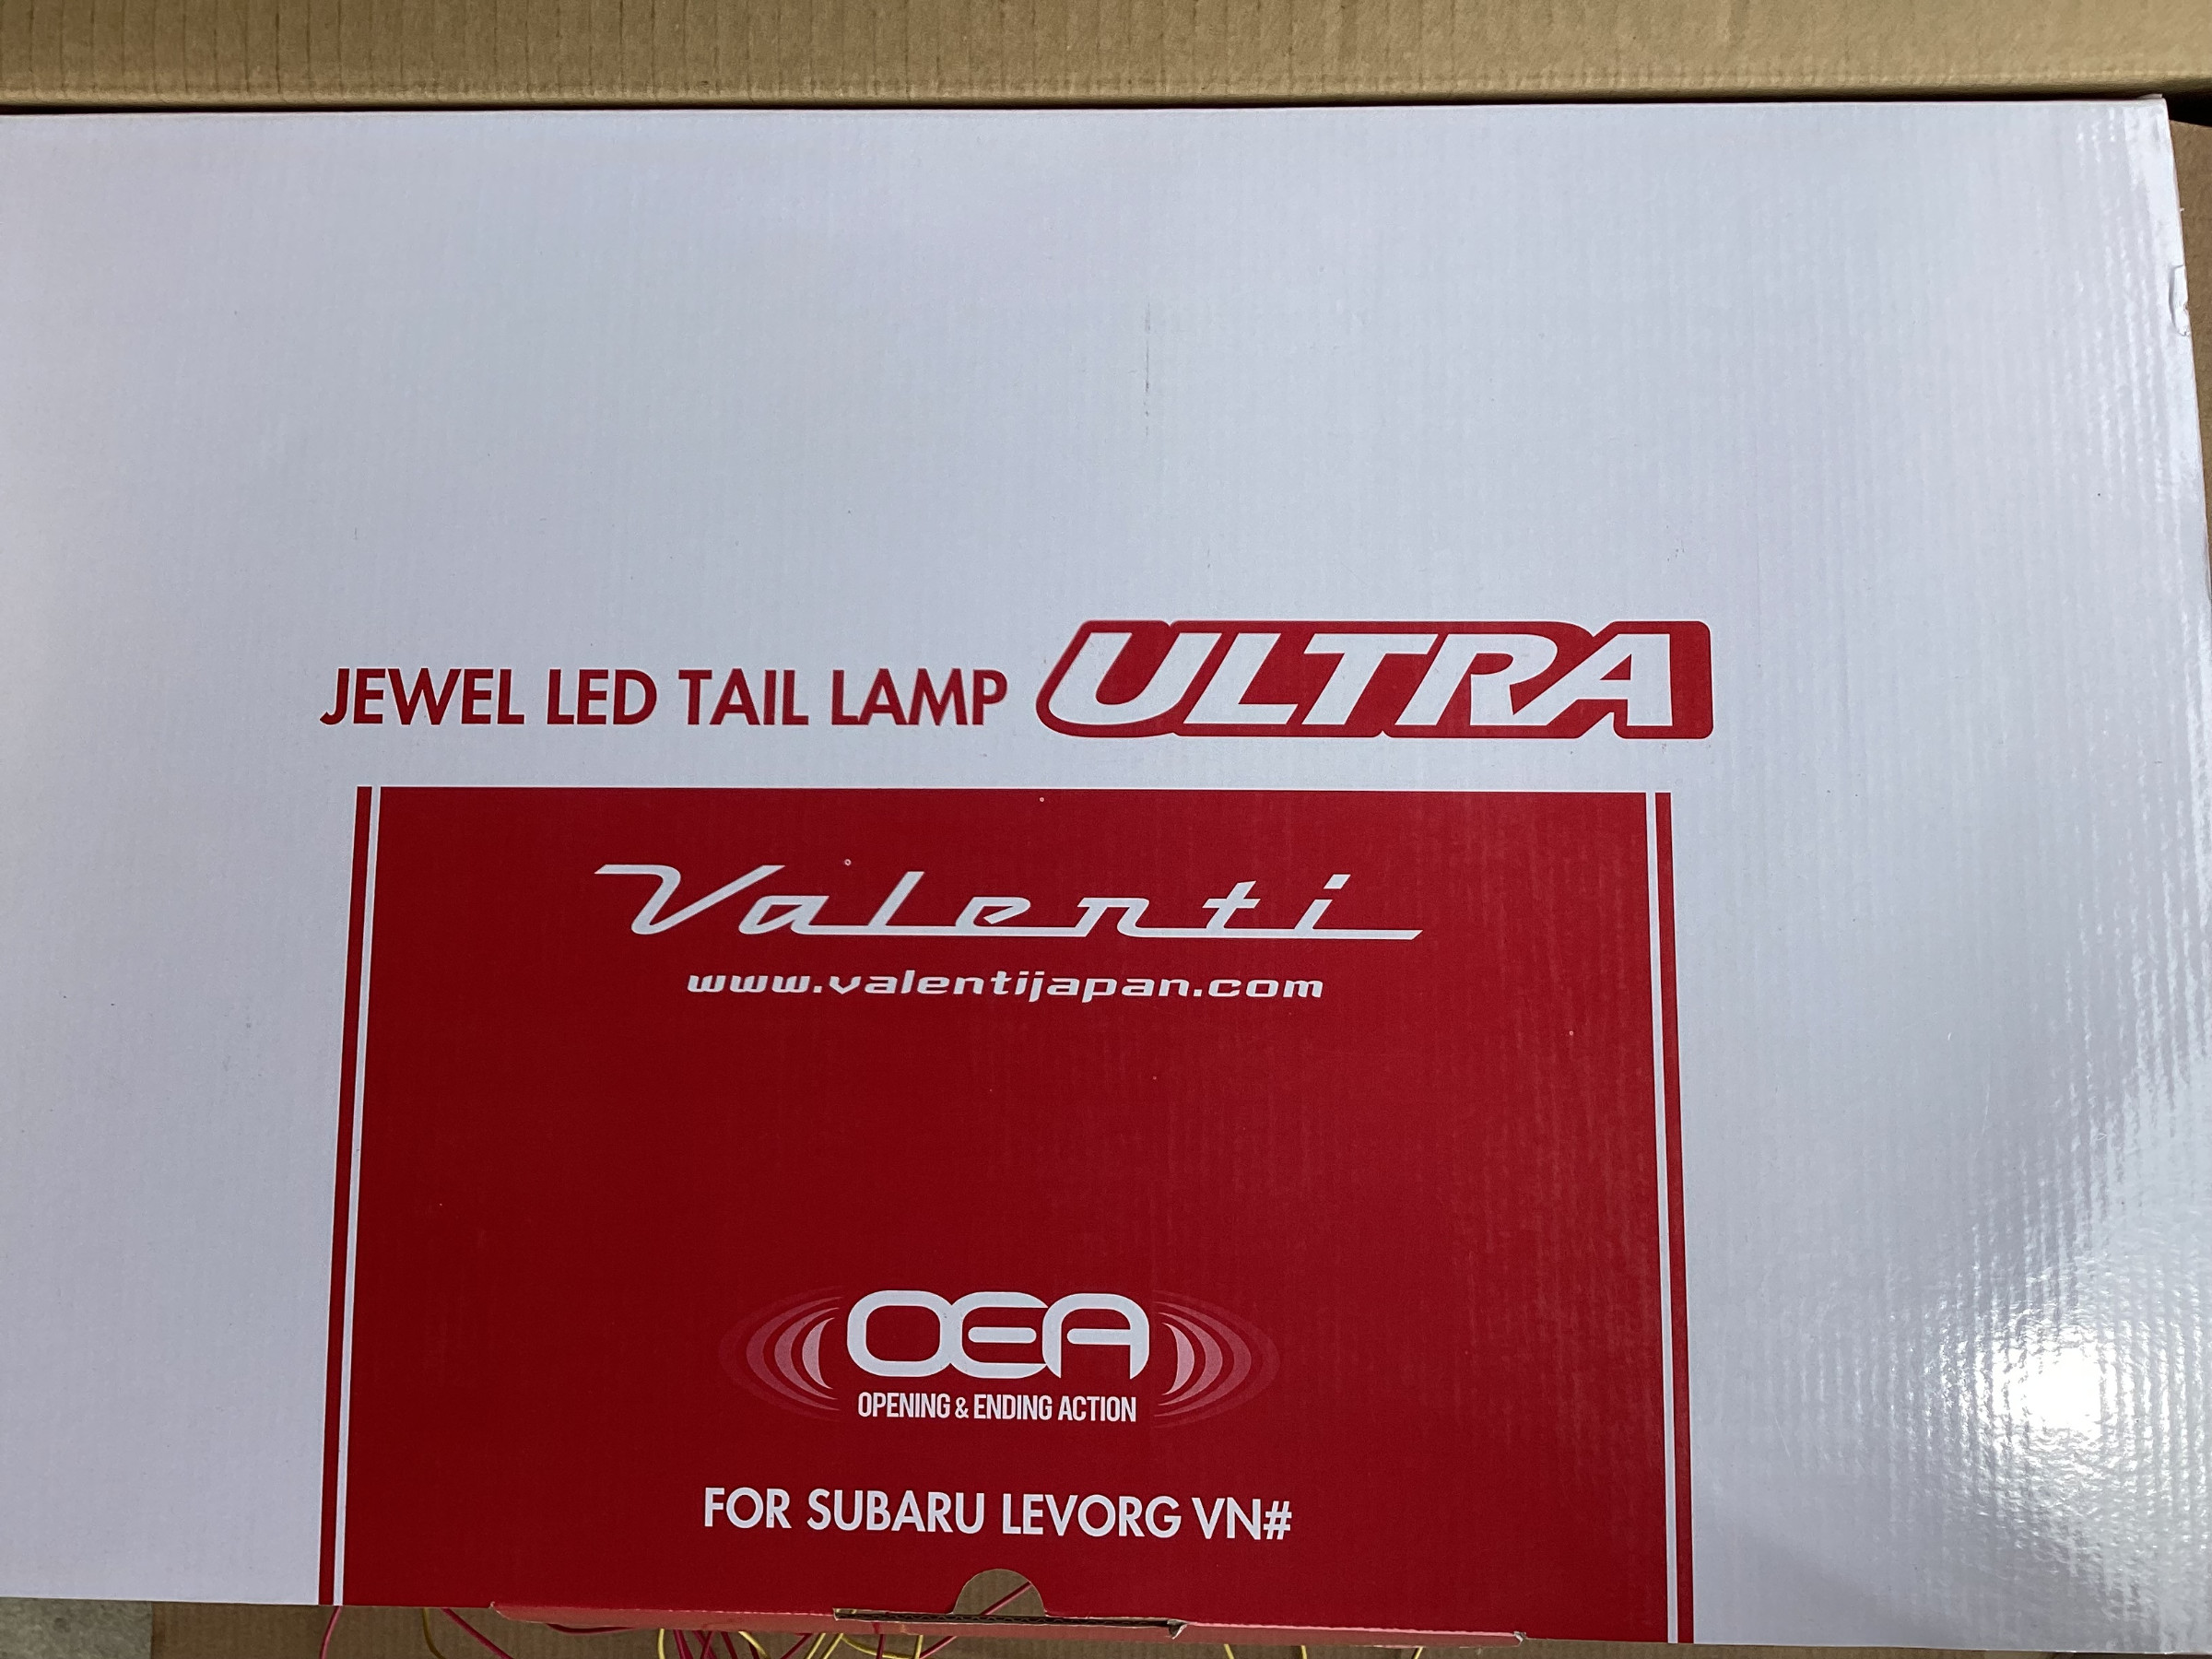 JEWEL LED TAIL LAMP ULTRA
Valenti
www.valentijapan.com
OEA
OPENING & ENDING ACTION
FOR SUBARU LEVORG VN#